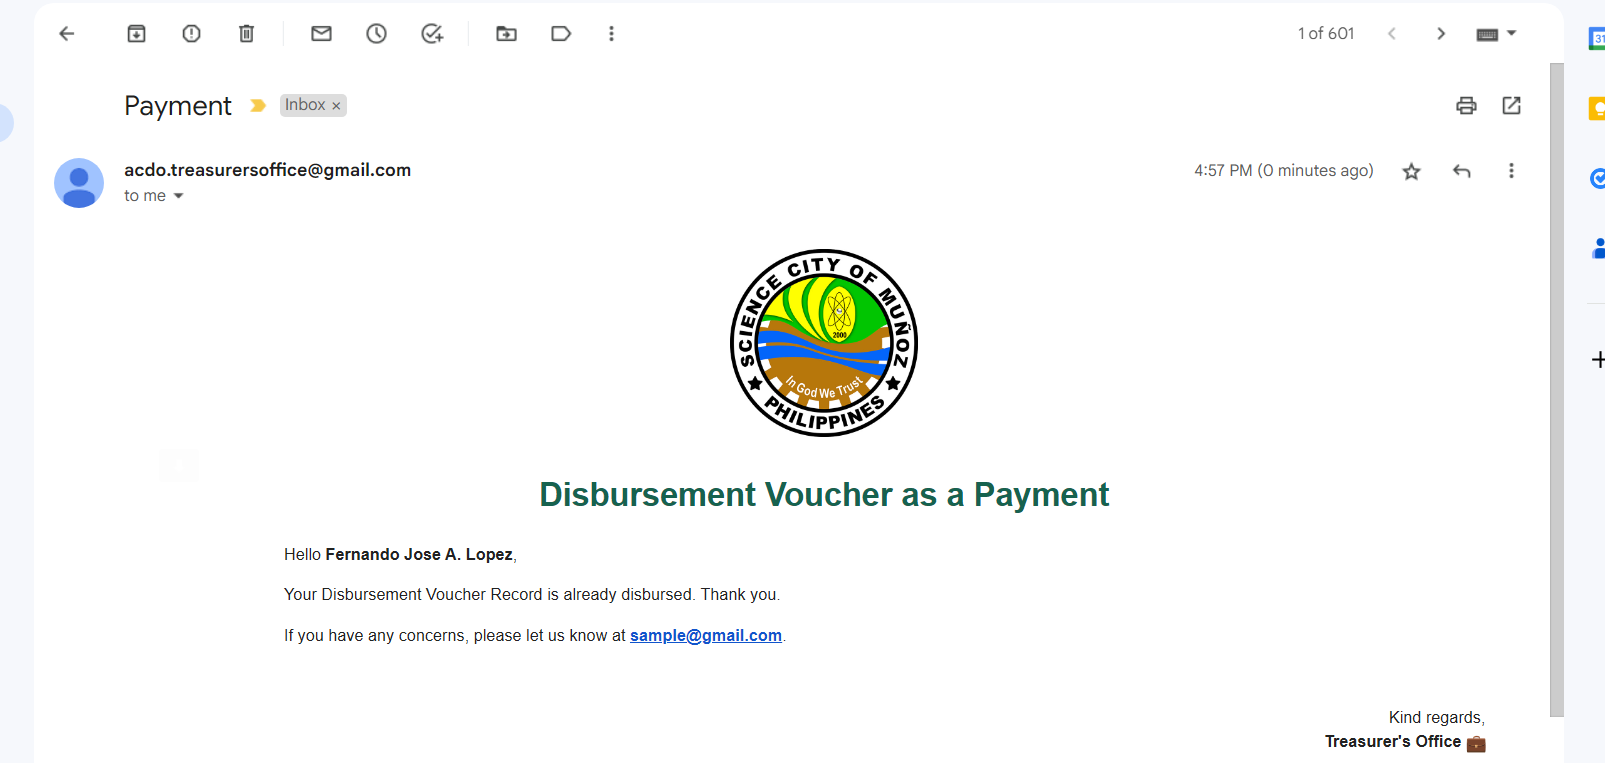 1 of 601
31
Payment
Inbox ×
acdo.treasurersoffice@gmail.com
4:57 PM (0 minutes ago)
to me
SCIENCE CITY OF MUÑOZ
2000
In God We Trust
PHILIPPINES
Disbursement Voucher as a Payment
Hello Fernando Jose A. Lopez,
Your Disbursement Voucher Record is already disbursed. Thank you.
If you have any concerns, please let us know at sample@gmail.com.
Kind regards,
Treasurer's Office 💼